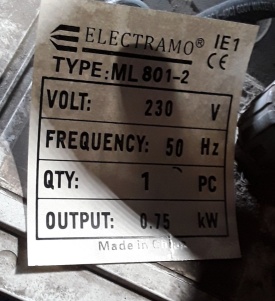 ELECTRAMO® IE1
CE
TYPE: ML 801-2
VOLT: 230 V
FREQUENCY: 50 Hz
QTY: 1 PC
OUTPUT: 0.75 kW
Made in China